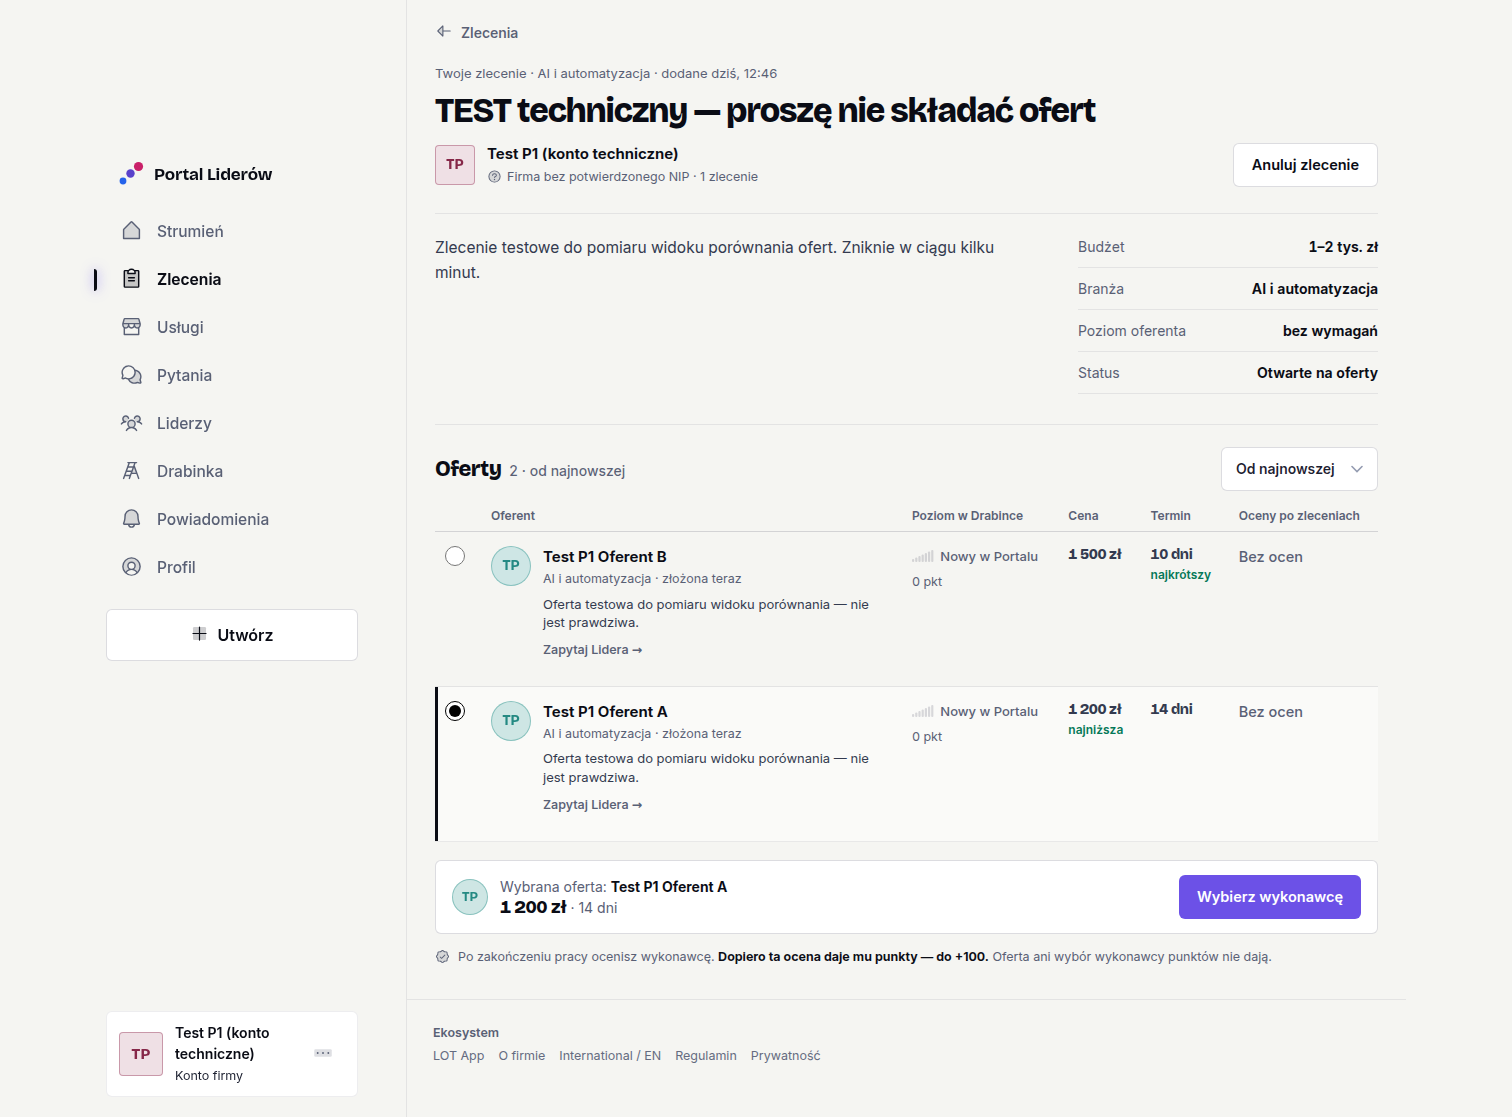 Portal Liderów
Strumień
Zlecenia
Usługi
Pytania
Liderzy
Drabinka
Powiadomienia
Profil
Utwórz
TP
Test P1 (konto
techniczne)
Konto firmy
Zlecenia
Twoje zlecenie · AI i automatyzacja · dodane dziś, 12:46
TEST techniczny — proszę nie składać ofert
TP
Test P1 (konto techniczne)
Firma bez potwierdzonego NIP · 1 zlecenie
Anuluj zlecenie
Zlecenie testowe do pomiaru widoku porównania ofert. Zniknie w ciągu kilku
minut.
Budżet 1–2 tys. zł
Branża AI i automatyzacja
Poziom oferenta bez wymagań
Status Otwarte na oferty
Oferty 2 · od najnowszej
Od najnowszej
Oferent Poziom w Drabince Cena Termin Oceny po zleceniach
TP
Test P1 Oferent B
AI i automatyzacja · złożona teraz
Oferta testowa do pomiaru widoku porównania — nie
jest prawdziwa.
Zapytaj Lidera →
Nowy w Portalu
0 pkt
1 500 zł
10 dni
najkrótszy
Bez ocen
TP
Test P1 Oferent A
AI i automatyzacja · złożona teraz
Oferta testowa do pomiaru widoku porównania — nie
jest prawdziwa.
Zapytaj Lidera →
Nowy w Portalu
0 pkt
1 200 zł
najniższa
14 dni
Bez ocen
TP
Wybrana oferta: Test P1 Oferent A
1 200 zł · 14 dni
Wybierz wykonawcę
Po zakończeniu pracy ocenisz wykonawcę. Dopiero ta ocena daje mu punkty — do +100. Oferta ani wybór wykonawcy punktów nie dają.
Ekosystem
LOT App O firmie International / EN Regulamin Prywatność